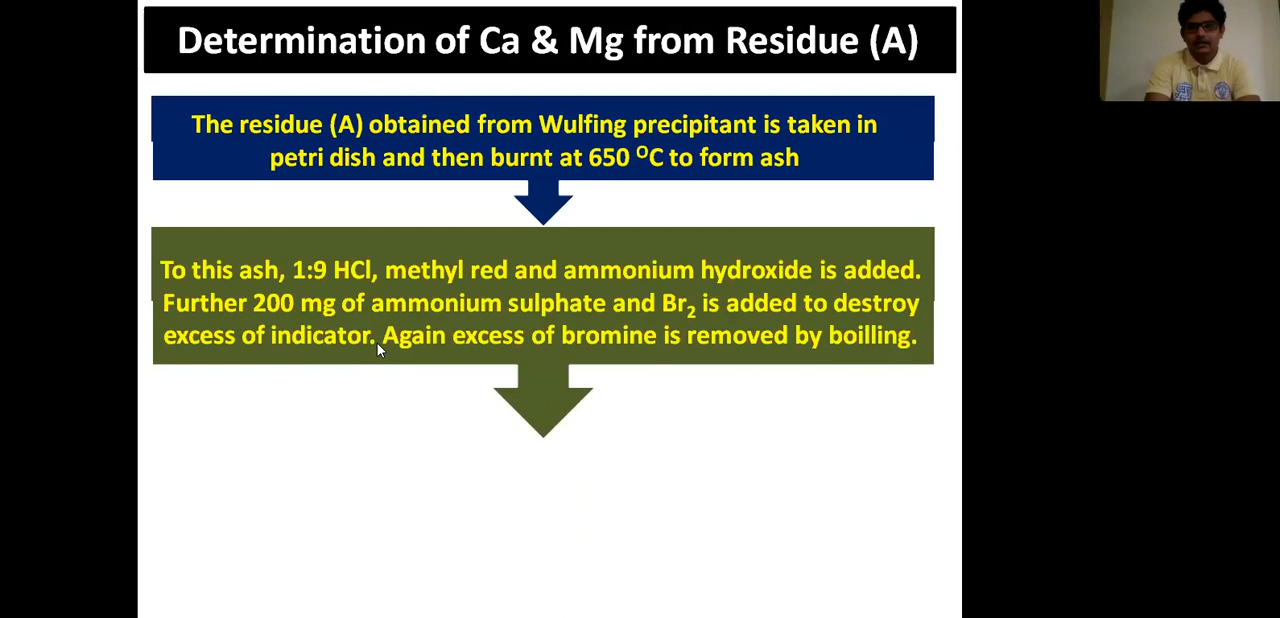 Determination of Ca & Mg from Residue (A)
The residue (A) obtained from Wulfing precipitant is taken in
petri dish and then burnt at 650 ᴼC to form ash
To this ash, 1:9 HCl, methyl red and ammonium hydroxide is added.
Further 200 mg of ammonium sulphate and Br₂ is added to destroy
excess of indicator. Again excess of bromine is removed by boilling.